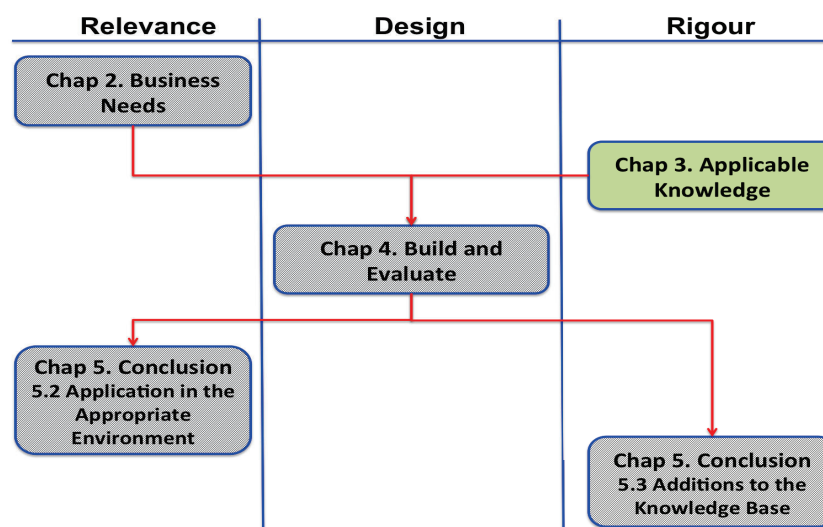 Relevance
Design
Rigour
Chap 2. Business
Needs
Chap 3. Applicable
Knowledge
Chap 4. Build and
Evaluate
Chap 5. Conclusion
5.2 Application in the
Appropriate
Environment
Chap 5. Conclusion
5.3 Additions to the
Knowledge Base